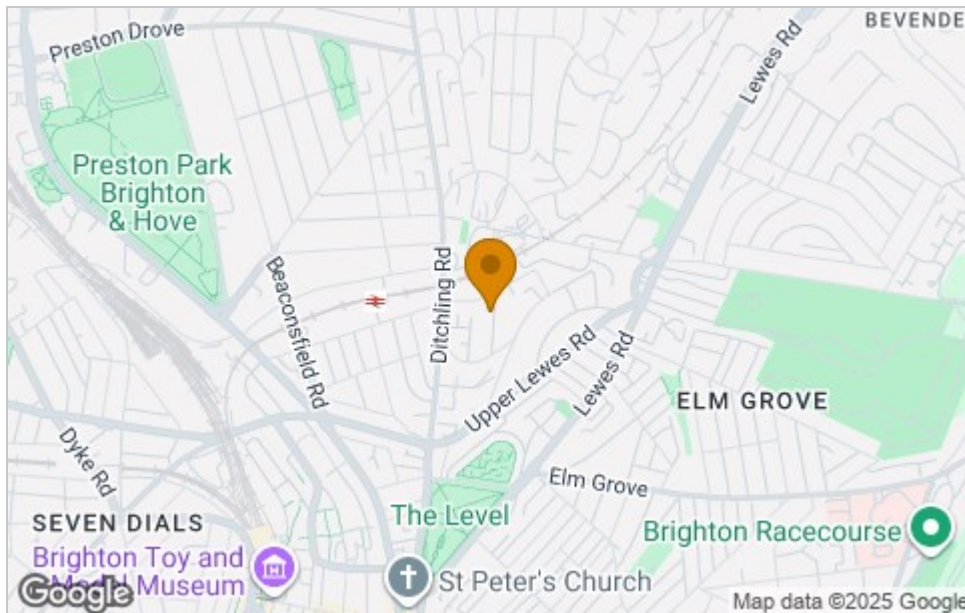 BEVENDE
Preston Drove
Lewes Rd
Preston Park
Brighton
& Hove
Ditchling Rd
Beaconsfield Rd
Upper Lewes Rd
Lewes Rd
ELM GROVE
Dyke Rd
Elm Grove
SEVEN DIALS
The Level
Brighton Racecourse
Brighton Toy and
Model Museum
St Peter's Church
Google
Map data ©2025 Google